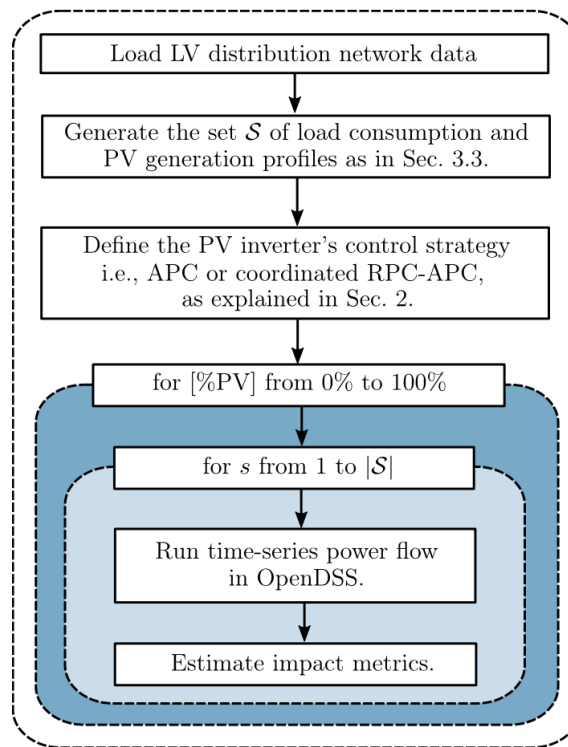 Load LV distribution network data
Generate the set 𝒮 of load consumption and
PV generation profiles as in Sec. 3.3.
Define the PV inverter's control strategy
i.e., APC or coordinated RPC-APC,
as explained in Sec. 2.
for [%PV] from 0% to 100%
for s from 1 to |𝒮|
Run time-series power flow
in OpenDSS.
Estimate impact metrics.